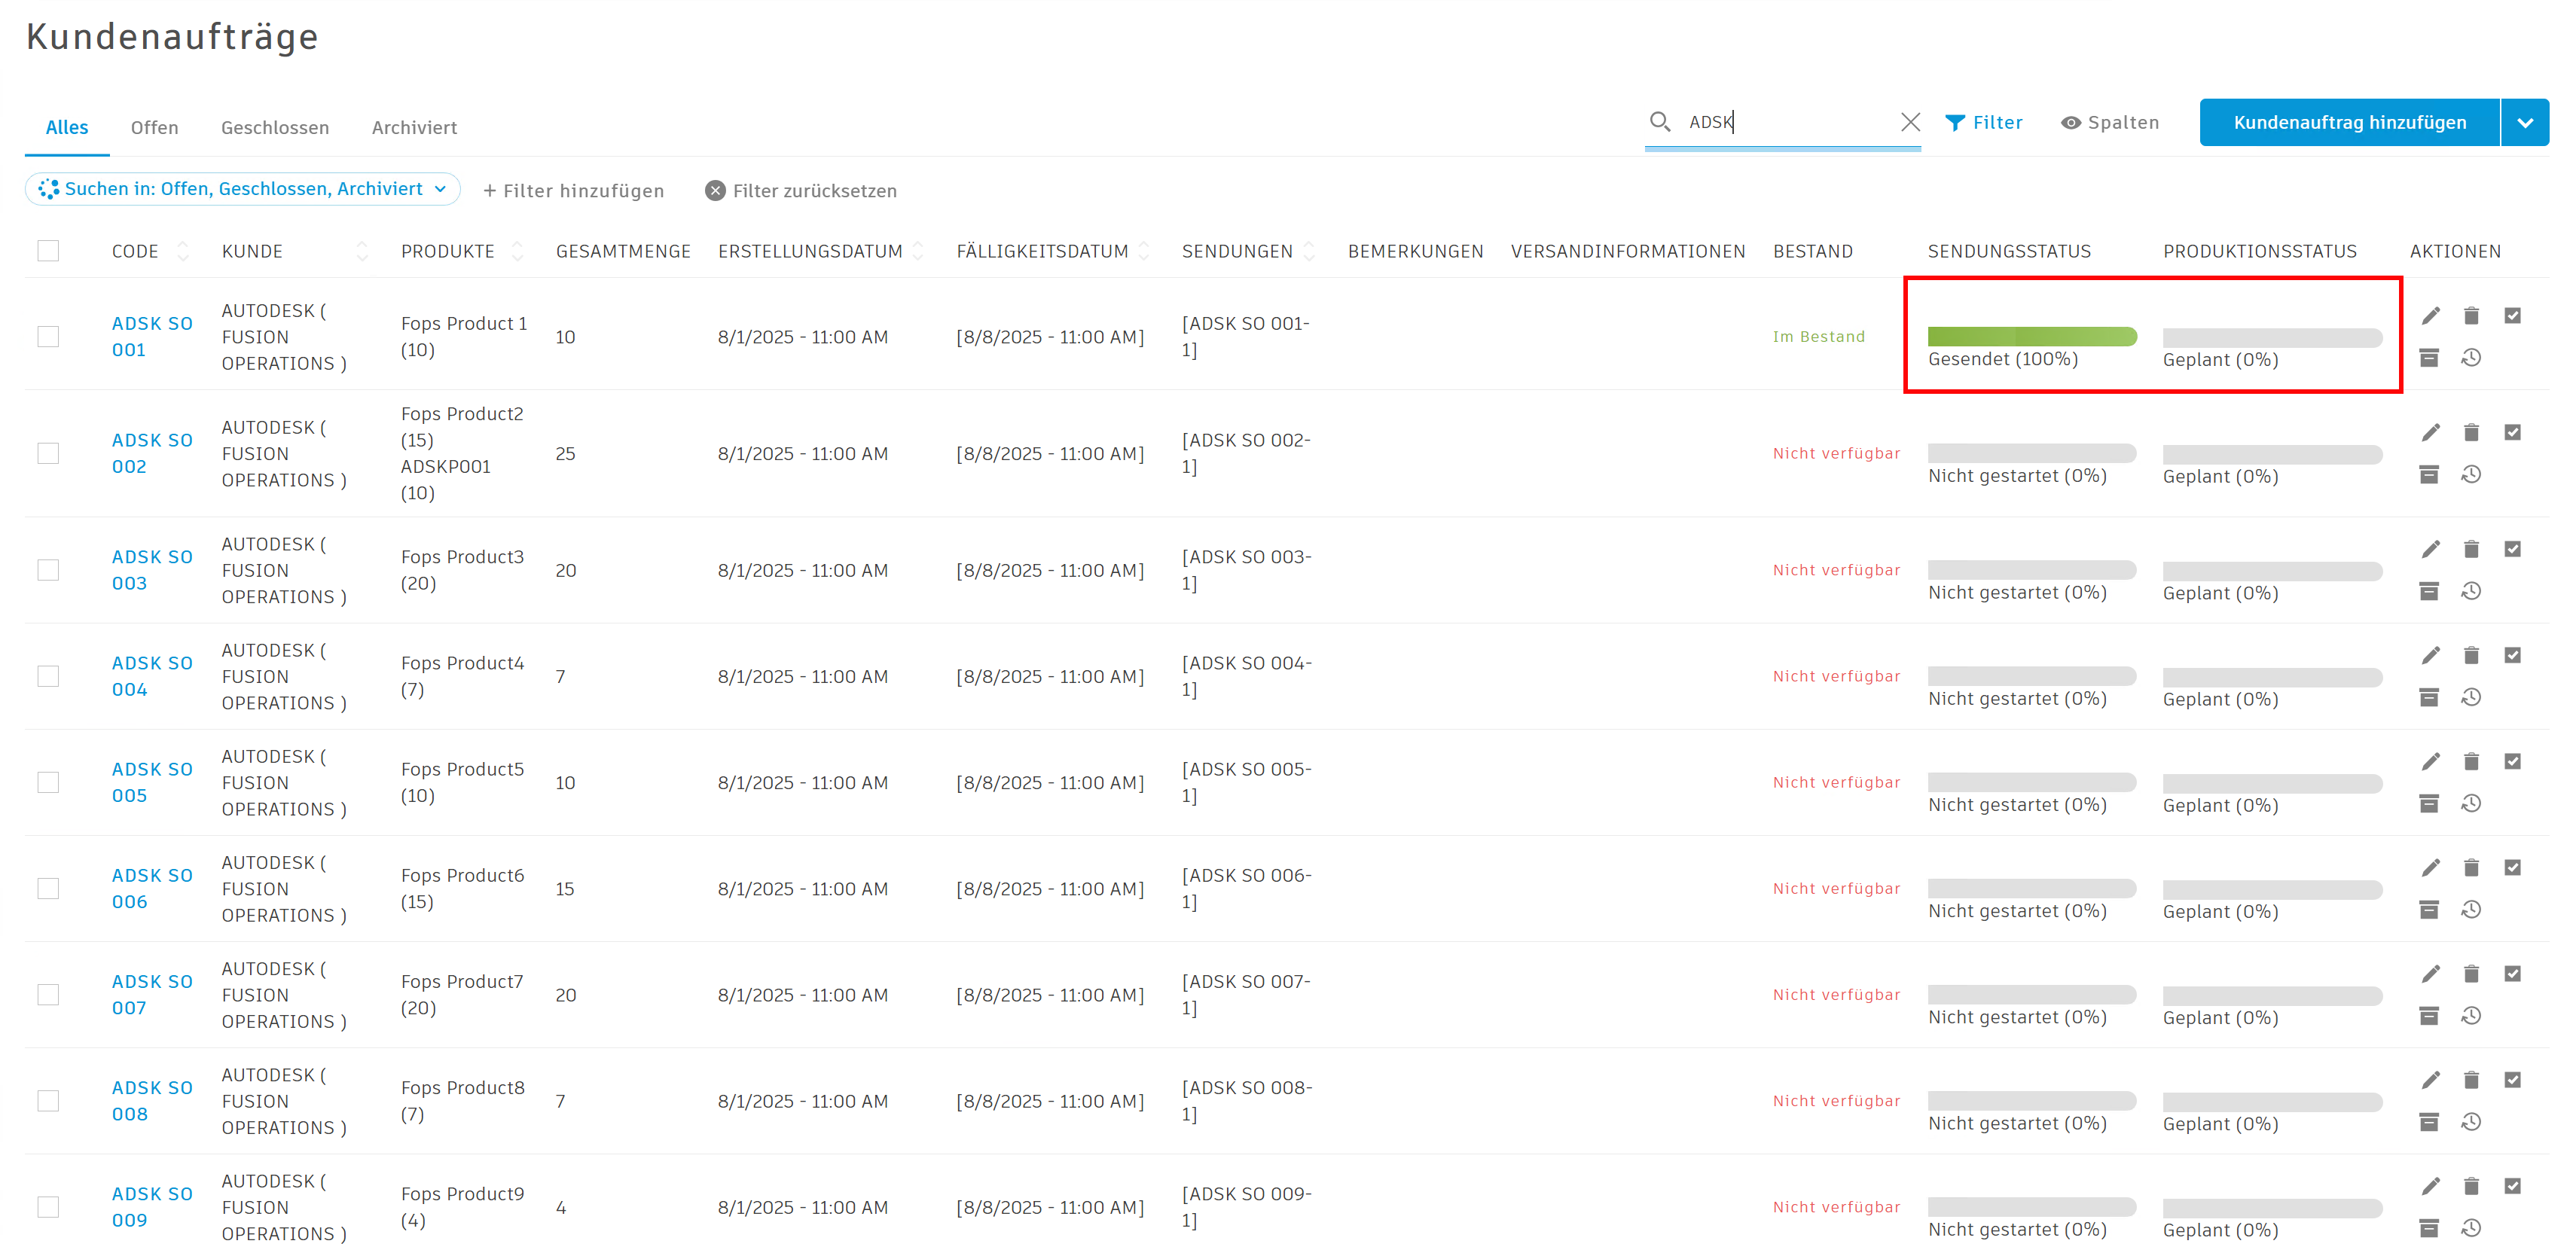 Kundenaufträge
Alles Offen Geschlossen Archiviert ADSK Filter Spalten Kundenauftrag hinzufügen
Suchen in: Offen, Geschlossen, Archiviert + Filter hinzufügen Filter zurücksetzen
CODE KUNDE PRODUKTE GESAMTMENGE ERSTELLUNGSDATUM FÄLLIGKEITSDATUM SENDUNGEN BEMERKUNGEN VERSANDINFORMATIONEN BESTAND SENDUNGSSTATUS PRODUKTIONSSTATUS AKTIONEN
ADSK SO
001
AUTODESK (
FUSION
OPERATIONS )
Fops Product 1
(10)
10
8/1/2025 - 11:00 AM
[8/8/2025 - 11:00 AM]
[ADSK SO 001-
1]
Im Bestand
Gesendet (100%)
Geplant (0%)
ADSK SO
002
AUTODESK (
FUSION
OPERATIONS )
Fops Product2
(15)
ADSKP001
(10)
25
8/1/2025 - 11:00 AM
[8/8/2025 - 11:00 AM]
[ADSK SO 002-
1]
Nicht verfügbar
Nicht gestartet (0%)
Geplant (0%)
ADSK SO
003
AUTODESK (
FUSION
OPERATIONS )
Fops Product3
(20)
20
8/1/2025 - 11:00 AM
[8/8/2025 - 11:00 AM]
[ADSK SO 003-
1]
Nicht verfügbar
Nicht gestartet (0%)
Geplant (0%)
ADSK SO
004
AUTODESK (
FUSION
OPERATIONS )
Fops Product4
(7)
7
8/1/2025 - 11:00 AM
[8/8/2025 - 11:00 AM]
[ADSK SO 004-
1]
Nicht verfügbar
Nicht gestartet (0%)
Geplant (0%)
ADSK SO
005
AUTODESK (
FUSION
OPERATIONS )
Fops Product5
(10)
10
8/1/2025 - 11:00 AM
[8/8/2025 - 11:00 AM]
[ADSK SO 005-
1]
Nicht verfügbar
Nicht gestartet (0%)
Geplant (0%)
ADSK SO
006
AUTODESK (
FUSION
OPERATIONS )
Fops Product6
(15)
15
8/1/2025 - 11:00 AM
[8/8/2025 - 11:00 AM]
[ADSK SO 006-
1]
Nicht verfügbar
Nicht gestartet (0%)
Geplant (0%)
ADSK SO
007
AUTODESK (
FUSION
OPERATIONS )
Fops Product7
(20)
20
8/1/2025 - 11:00 AM
[8/8/2025 - 11:00 AM]
[ADSK SO 007-
1]
Nicht verfügbar
Nicht gestartet (0%)
Geplant (0%)
ADSK SO
008
AUTODESK (
FUSION
OPERATIONS )
Fops Product8
(7)
7
8/1/2025 - 11:00 AM
[8/8/2025 - 11:00 AM]
[ADSK SO 008-
1]
Nicht verfügbar
Nicht gestartet (0%)
Geplant (0%)
ADSK SO
009
AUTODESK (
FUSION
OPERATIONS )
Fops Product9
(4)
4
8/1/2025 - 11:00 AM
[8/8/2025 - 11:00 AM]
[ADSK SO 009-
1]
Nicht verfügbar
Nicht gestartet (0%)
Geplant (0%)